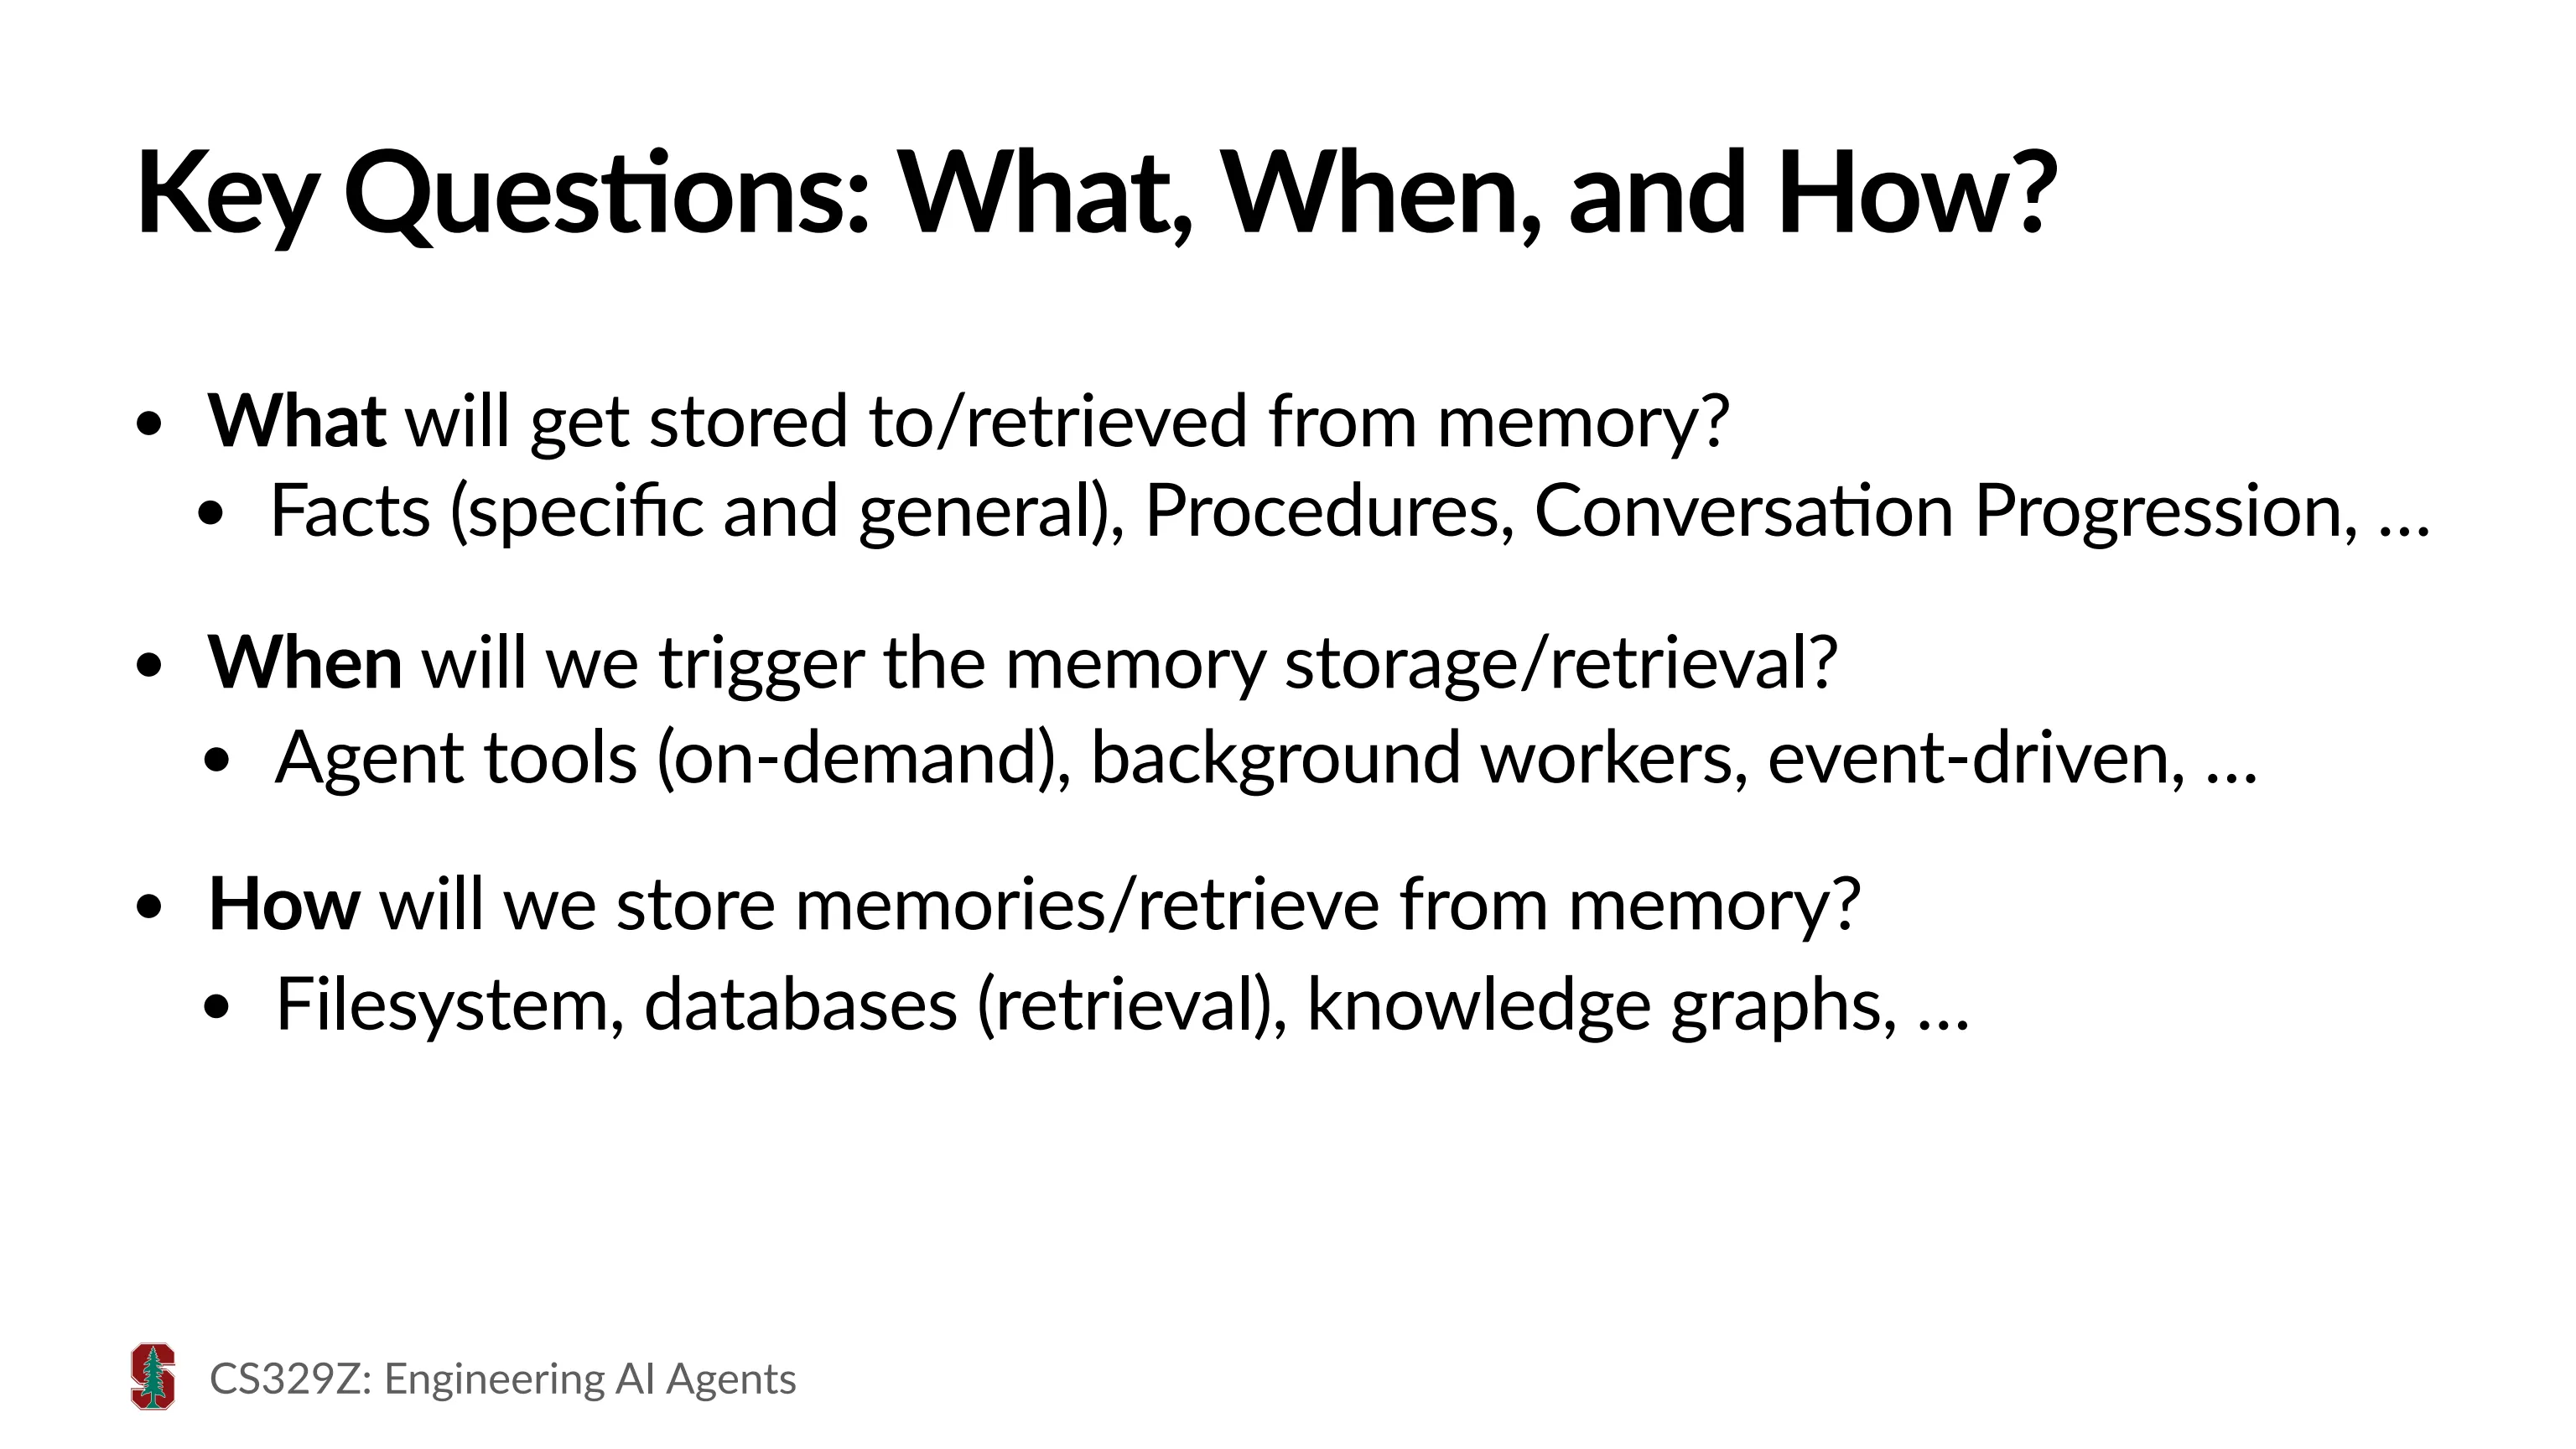 Key Questions: What, When, and How?
• What will get stored to/retrieved from memory?
• Facts (specific and general), Procedures, Conversation Progression, ...
• When will we trigger the memory storage/retrieval?
• Agent tools (on-demand), background workers, event-driven, ...
• How will we store memories/retrieve from memory?
• Filesystem, databases (retrieval), knowledge graphs, ...
CS329Z: Engineering AI Agents